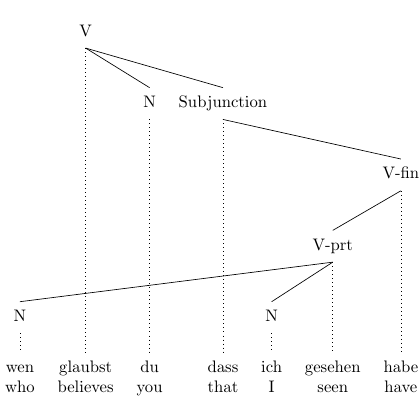 V
N Subjunction
V-fin
V-prt
N N
wen glaubst du dass ich gesehen habe
who believes you that I seen have